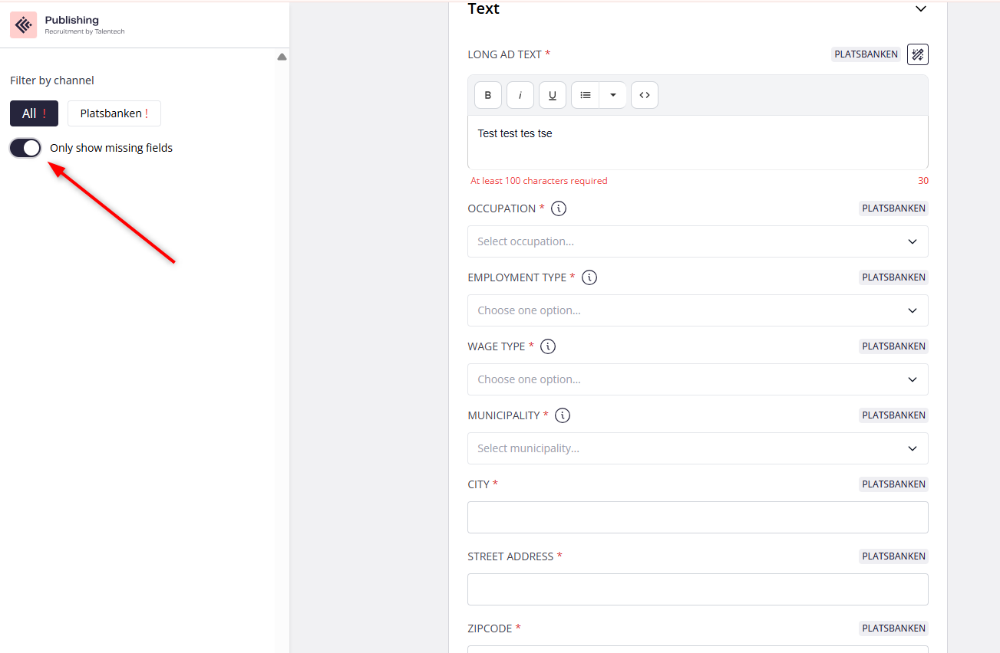 Publishing
Recruitment by Talentech
Filter by channel
All !
Platsbanken !
Only show missing fields
Text
LONG AD TEXT *
PLATSBANKEN
B
i
U
Test test tes tse
At least 100 characters required
30
OCCUPATION *
PLATSBANKEN
Select occupation...
EMPLOYMENT TYPE *
PLATSBANKEN
Choose one option...
WAGE TYPE *
PLATSBANKEN
Choose one option...
MUNICIPALITY *
PLATSBANKEN
Select municipality...
CITY *
PLATSBANKEN
STREET ADDRESS *
PLATSBANKEN
ZIPCODE *
PLATSBANKEN